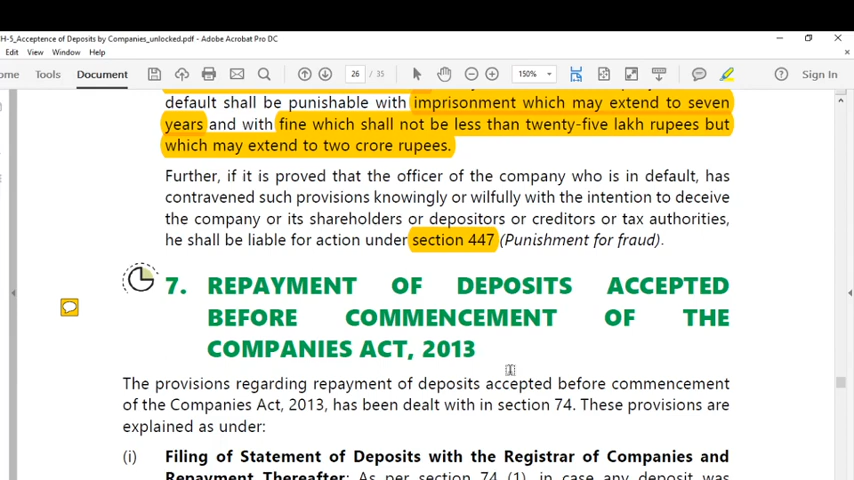 H-5_Acceptence of Deposits by Companies_unlocked.pdf - Adobe Acrobat Pro DC
Edit View Window Help
ome Tools Document 26 / 35 150% Sign In
default shall be punishable with imprisonment which may extend to seven
years and with fine which shall not be less than twenty-five lakh rupees but
which may extend to two crore rupees.
Further, if it is proved that the officer of the company who is in default, has
contravened such provisions knowingly or wilfully with the intention to deceive
the company or its shareholders or depositors or creditors or tax authorities,
he shall be liable for action under section 447 (Punishment for fraud).
7. REPAYMENT OF DEPOSITS ACCEPTED
BEFORE COMMENCEMENT OF THE
COMPANIES ACT, 2013
The provisions regarding repayment of deposits accepted before commencement
of the Companies Act, 2013, has been dealt with in section 74. These provisions are
explained as under:
(i) Filing of Statement of Deposits with the Registrar of Companies and
Repayment Thereafter: As per section 74 (1), in case any deposit was